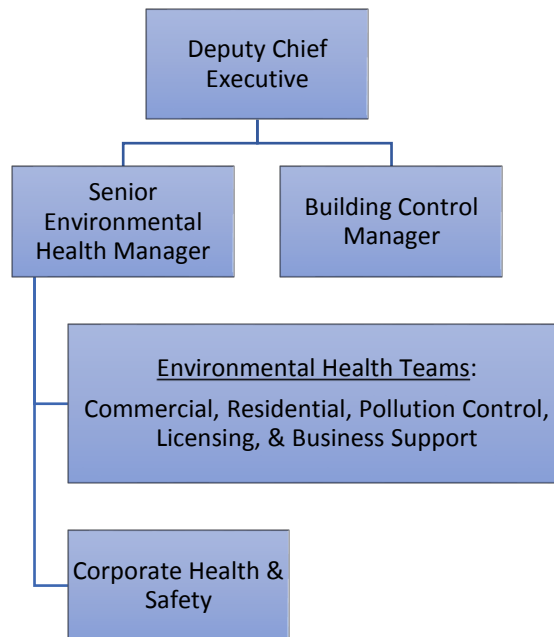 Deputy Chief
Executive
Senior
Environmental
Health Manager
Building Control
Manager
Environmental Health Teams:
Commercial, Residential, Pollution Control,
Licensing, & Business Support
Corporate Health &
Safety